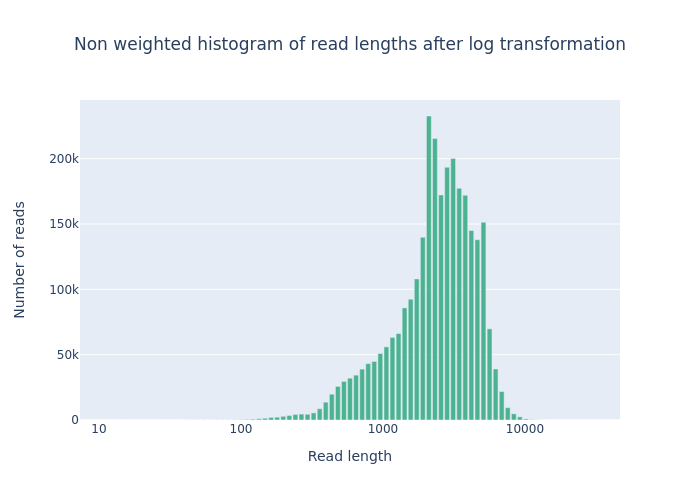 Non weighted histogram of read lengths after log transformation
Number of reads
200k
150k
100k
50k
0
10
100
1000
10000
Read length